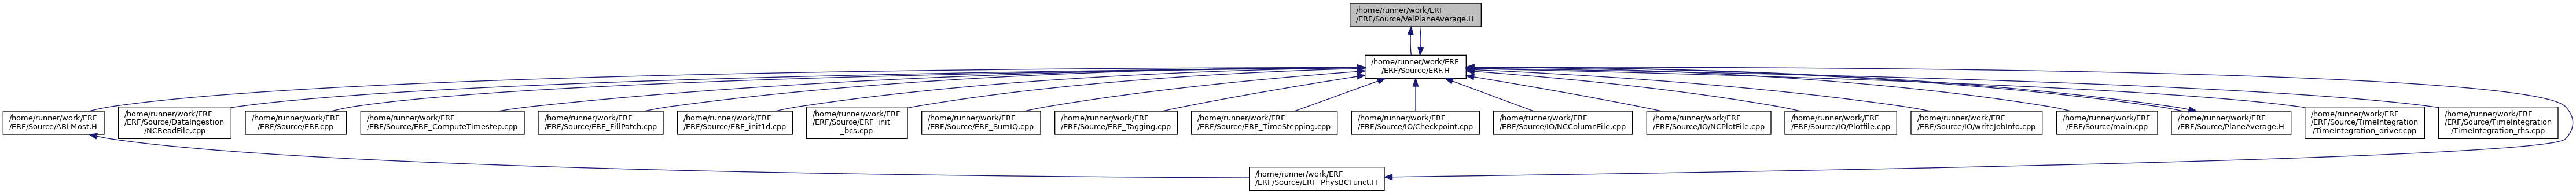 /home/runner/work/ERF
/ERF/Source/VelPlaneAverage.H
/home/runner/work/ERF
/ERF/Source/ERF.H
/home/runner/work/ERF
/ERF/Source/ABLMost.H
/home/runner/work/ERF
/ERF/Source/DataIngestion
/NCReadFile.cpp
/home/runner/work/ERF
/ERF/Source/ERF.cpp
/home/runner/work/ERF
/ERF/Source/ERF_ComputeTimestep.cpp
/home/runner/work/ERF
/ERF/Source/ERF_FillPatch.cpp
/home/runner/work/ERF
/ERF/Source/ERF_init1d.cpp
/home/runner/work/ERF
/ERF/Source/ERF_init
_bcs.cpp
/home/runner/work/ERF
/ERF/Source/ERF_SumIQ.cpp
/home/runner/work/ERF
/ERF/Source/ERF_Tagging.cpp
/home/runner/work/ERF
/ERF/Source/ERF_TimeStepping.cpp
/home/runner/work/ERF
/ERF/Source/IO/Checkpoint.cpp
/home/runner/work/ERF
/ERF/Source/IO/NCColumnFile.cpp
/home/runner/work/ERF
/ERF/Source/IO/NCPlotFile.cpp
/home/runner/work/ERF
/ERF/Source/IO/Plotfile.cpp
/home/runner/work/ERF
/ERF/Source/IO/writeJobInfo.cpp
/home/runner/work/ERF
/ERF/Source/main.cpp
/home/runner/work/ERF
/ERF/Source/PlaneAverage.H
/home/runner/work/ERF
/ERF/Source/TimeIntegration
/TimeIntegration_driver.cpp
/home/runner/work/ERF
/ERF/Source/TimeIntegration
/TimeIntegration_rhs.cpp
/home/runner/work/ERF
/ERF/Source/ERF_PhysBCFunct.H